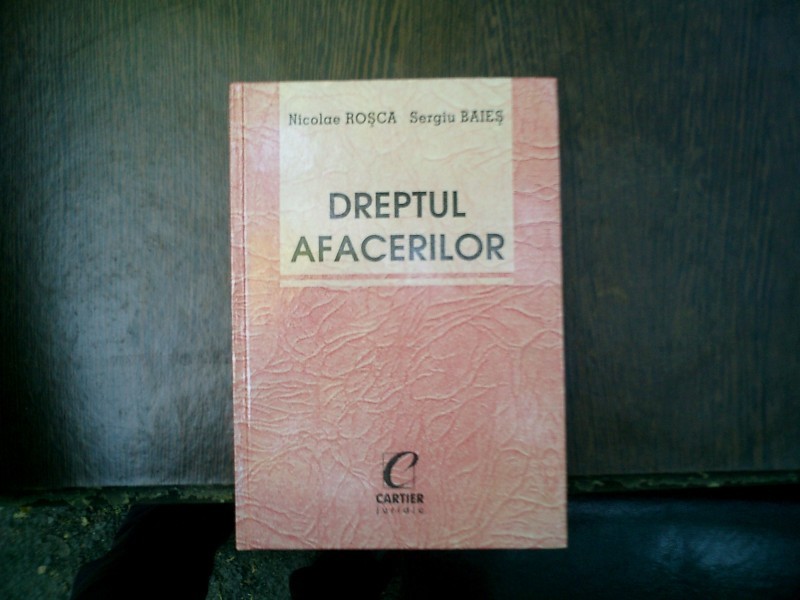 Nicolae ROȘCA Sergiu BAIEȘ
DREPTUL
AFACERILOR
CARTIER
juridic